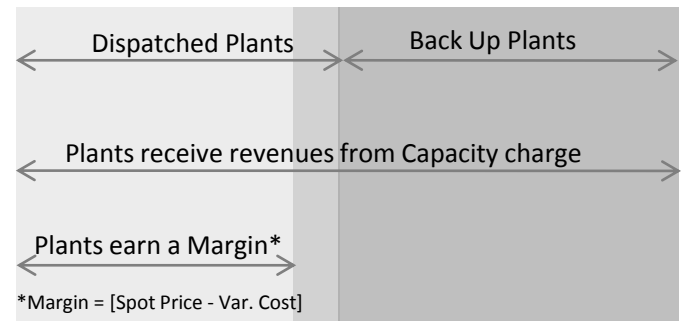 Dispatched Plants
Back Up Plants
Plants receive revenues from Capacity charge
Plants earn a Margin*
*Margin = [Spot Price - Var. Cost]